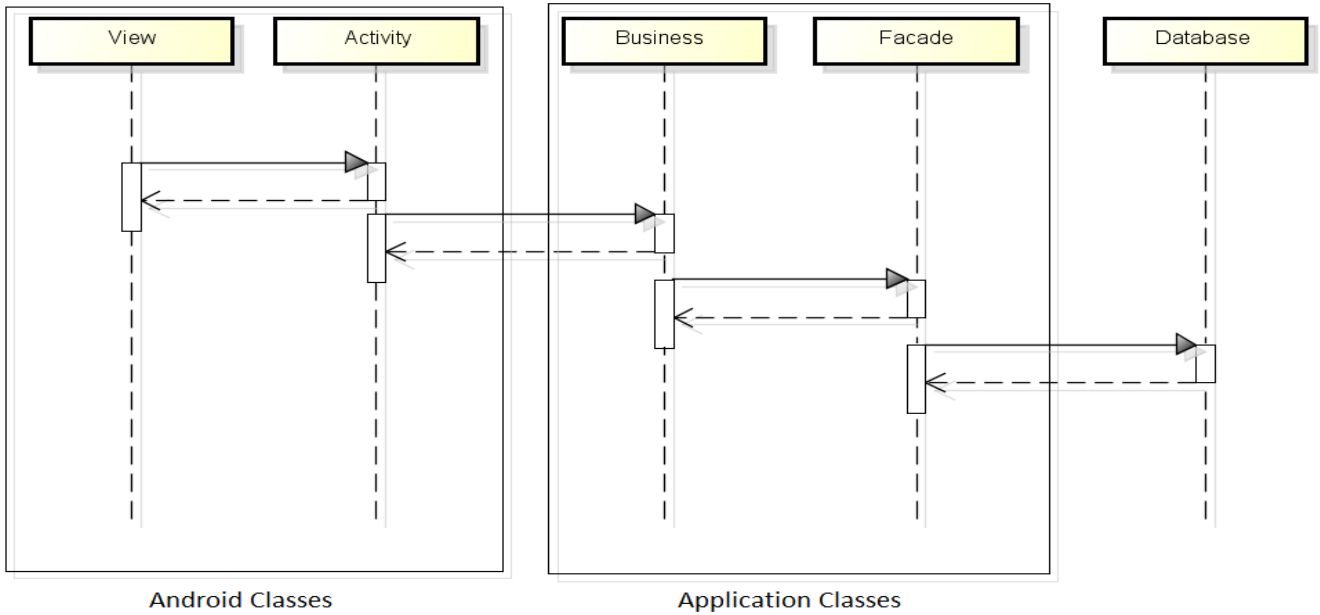 View
Activity
Business
Facade
Database
Android Classes
Application Classes